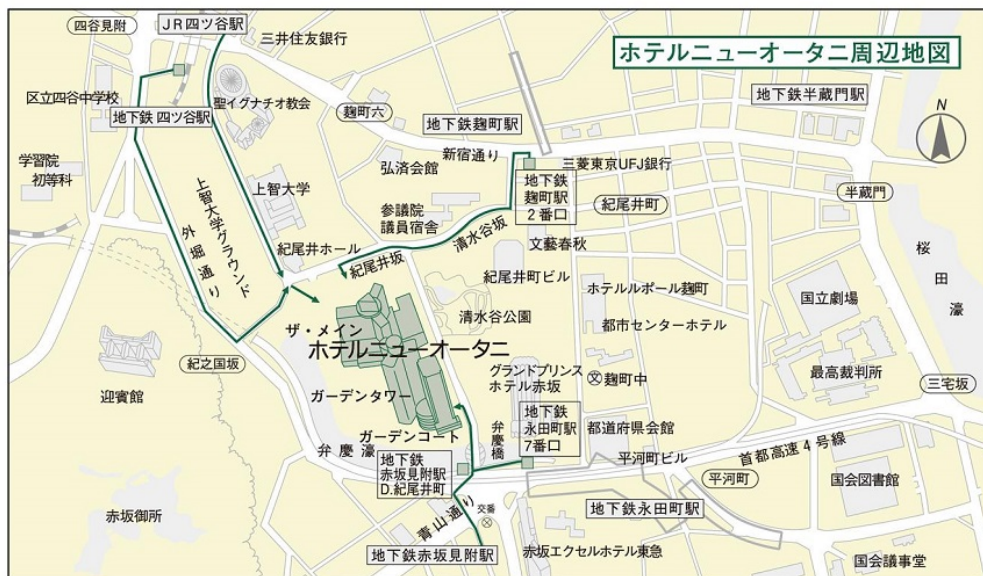 四谷見附
JR四ツ谷駅
三井住友銀行
ホテルニューオータニ周辺地図
区立四谷中学校
地下鉄 四ツ谷駅
聖イグナチオ教会
麹町六
地下鉄麹町駅
地下鉄半蔵門駅
N
学習院
初等科
上智大学
弘済会館
新宿通り
三菱東京UFJ銀行
地下鉄
麹町駅
2番口
半蔵門
上智大学グラウンド
外堀通り
参議院
議員宿舎
清水谷坂
紀尾井町
文藝春秋
桜田濠
紀尾井ホール
紀尾井坂
紀尾井町ビル
ホテルルポール麹町
国立劇場
清水谷公園
都市センターホテル
ザ・メイン
ホテルニューオータニ
紀之国坂
迎賓館
グランドプリンス
ホテル赤坂
麹町中
最高裁判所
三宅坂
ガーデンタワー
ガーデンコート
弁慶濠
弁慶橋
地下鉄
永田町駅
7番口
都道府県会館
平河町ビル
首都高速4号線
地下鉄
赤坂見附駅
D.紀尾井町
平河町
国会図書館
赤坂御所
青山通り
交番
地下鉄永田町駅
地下鉄赤坂見附駅
赤坂エクセルホテル東急
国会議事堂